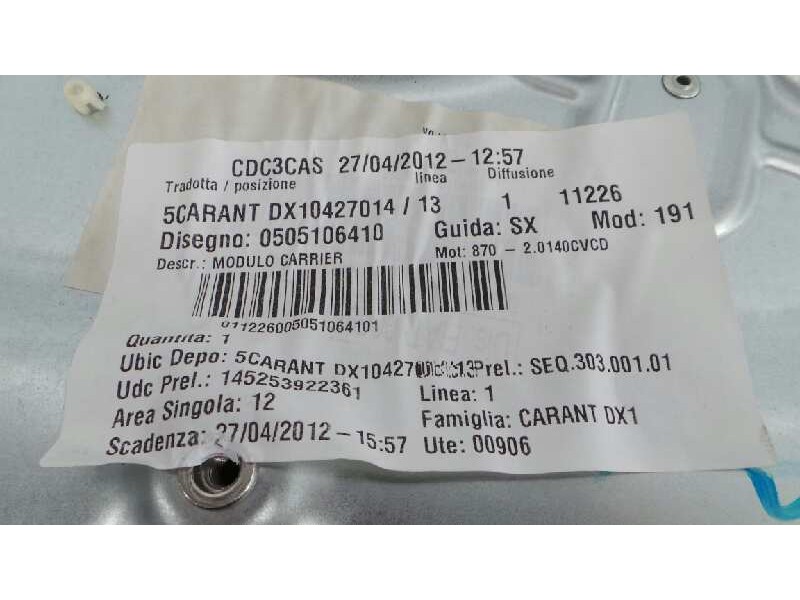 CDC3CAS 27/04/2012-12:57
Tradotta / posizione linea Diffusione
5CARANT DX10427014 / 13 1 11226
Disegno: 0505106410 Guida: SX Mod: 191
Descr.: MODULO CARRIER Mot: 870 - 2.0140CVCD
011226005051064101
Quantita: 1
Ubic Depo: 5CARANT Prel.: SEQ.303.001.01
Udc Prel.: 145253922361 Linea: 1
Area Singola: 12 Famiglia: CARANT DX1
Scadenza: 27/04/2012-15:57 Ute: 00906